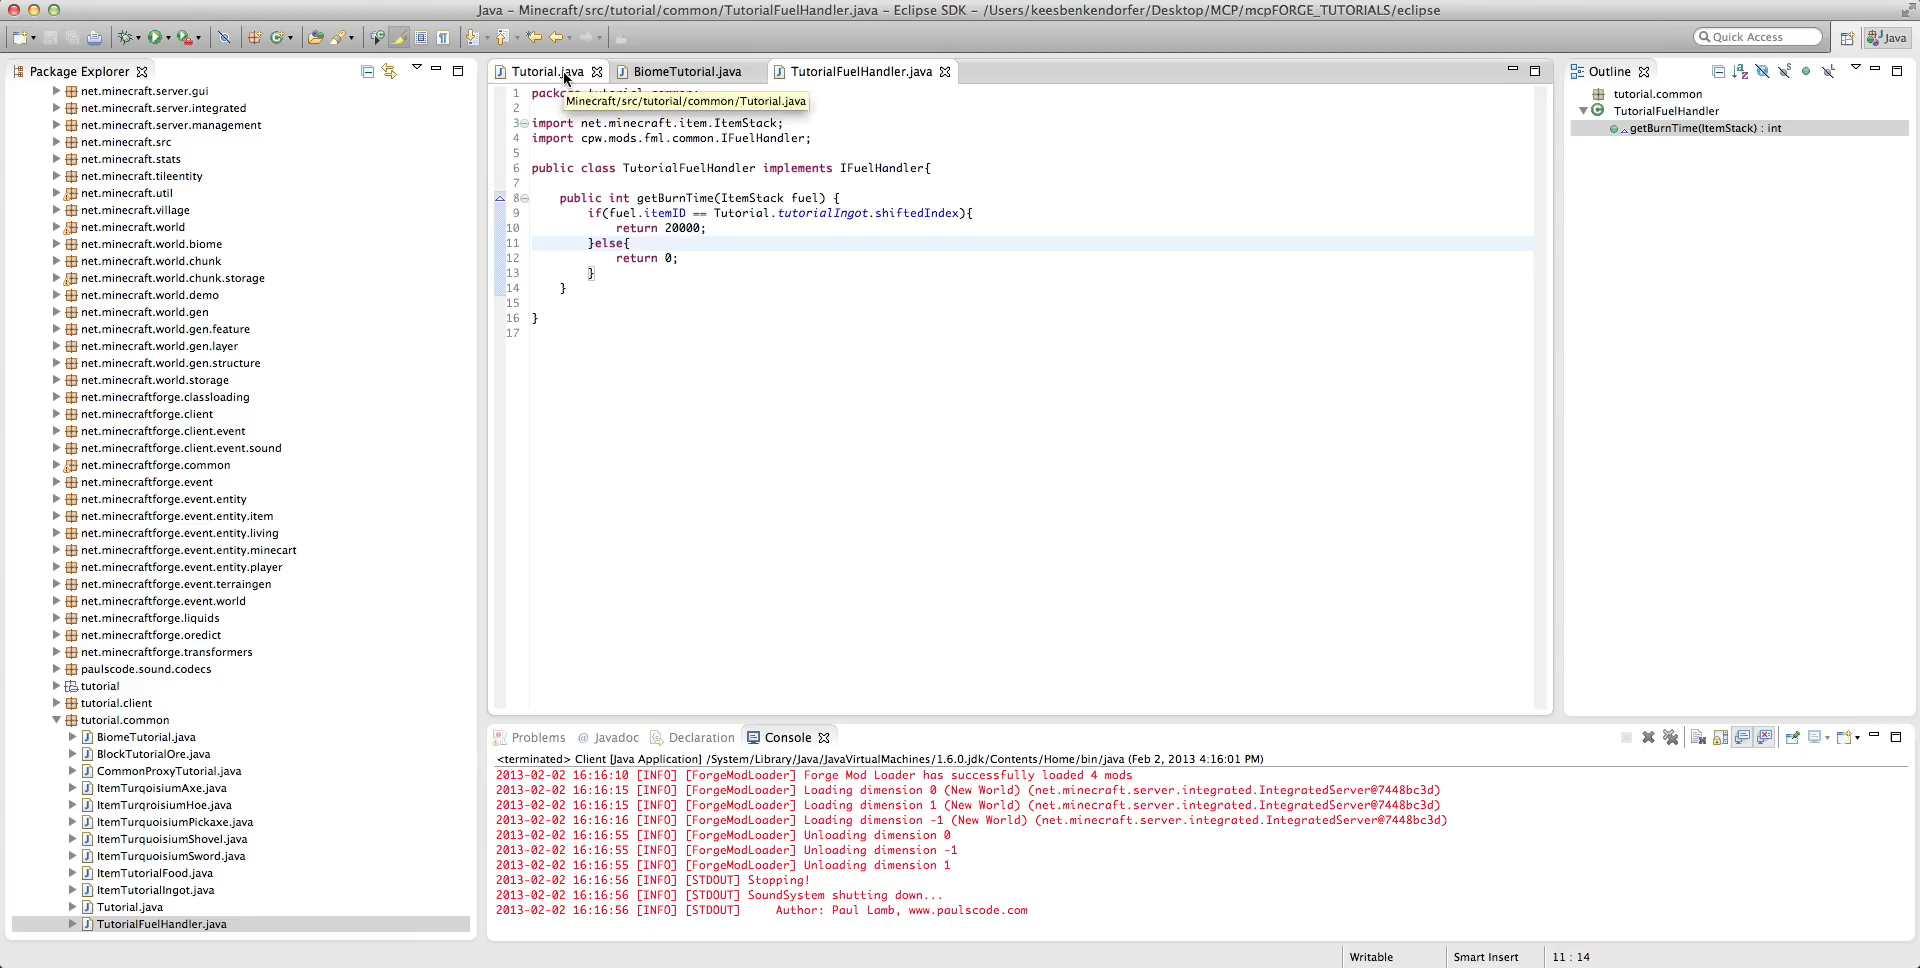 Java – Minecraft/src/tutorial/common/TutorialFuelHandler.java – Eclipse SDK – /Users/keesbenkendorfer/Desktop/MCP/mcpFORGE_TUTORIALS/eclipse
Quick Access
Java
Package Explorer
net.minecraft.server.gui
net.minecraft.server.integrated
net.minecraft.server.management
net.minecraft.src
net.minecraft.stats
net.minecraft.tileentity
net.minecraft.util
net.minecraft.village
net.minecraft.world
net.minecraft.world.biome
net.minecraft.world.chunk
net.minecraft.world.chunk.storage
net.minecraft.world.demo
net.minecraft.world.gen
net.minecraft.world.gen.feature
net.minecraft.world.gen.layer
net.minecraft.world.gen.structure
net.minecraft.world.storage
net.minecraftforge.classloading
net.minecraftforge.client
net.minecraftforge.client.event
net.minecraftforge.client.event.sound
net.minecraftforge.common
net.minecraftforge.event
net.minecraftforge.event.entity
net.minecraftforge.event.entity.item
net.minecraftforge.event.entity.living
net.minecraftforge.event.entity.minecart
net.minecraftforge.event.entity.player
net.minecraftforge.event.terraingen
net.minecraftforge.event.world
net.minecraftforge.liquids
net.minecraftforge.oredict
net.minecraftforge.transformers
paulscode.sound.codecs
tutorial
tutorial.client
tutorial.common
BiomeTutorial.java
BlockTutorialOre.java
CommonProxyTutorial.java
ItemTurqoisiumAxe.java
ItemTurqroisiumHoe.java
ItemTurquoisiumPickaxe.java
ItemTurquoisiumShovel.java
ItemTurquoisiumSword.java
ItemTutorialFood.java
ItemTutorialIngot.java
Tutorial.java
TutorialFuelHandler.java
Tutorial.java BiomeTutorial.java TutorialFuelHandler.java
Minecraft/src/tutorial/common/Tutorial.java
1 pack
2
3 import net.minecraft.item.ItemStack;
4 import cpw.mods.fml.common.IFuelHandler;
5
6 public class TutorialFuelHandler implements IFuelHandler{
7
8 public int getBurnTime(ItemStack fuel) {
9 if(fuel.itemID == Tutorial.tutorialIngot.shiftedIndex){
10 return 20000;
11 }else{
12 return 0;
13 }
14 }
15
16 }
17
Outline
tutorial.common
TutorialFuelHandler
getBurnTime(ItemStack) : int
Problems @ Javadoc Declaration Console
<terminated> Client [Java Application] /System/Library/Java/JavaVirtualMachines/1.6.0.jdk/Contents/Home/bin/java (Feb 2, 2013 4:16:01 PM)
2013-02-02 16:16:10 [INFO] [ForgeModLoader] Forge Mod Loader has successfully loaded 4 mods
2013-02-02 16:16:15 [INFO] [ForgeModLoader] Loading dimension 0 (New World) (net.minecraft.server.integrated.IntegratedServer@7448bc3d)
2013-02-02 16:16:15 [INFO] [ForgeModLoader] Loading dimension 1 (New World) (net.minecraft.server.integrated.IntegratedServer@7448bc3d)
2013-02-02 16:16:16 [INFO] [ForgeModLoader] Loading dimension -1 (New World) (net.minecraft.server.integrated.IntegratedServer@7448bc3d)
2013-02-02 16:16:55 [INFO] [ForgeModLoader] Unloading dimension 0
2013-02-02 16:16:55 [INFO] [ForgeModLoader] Unloading dimension -1
2013-02-02 16:16:55 [INFO] [ForgeModLoader] Unloading dimension 1
2013-02-02 16:16:56 [INFO] [STDOUT] Stopping!
2013-02-02 16:16:56 [INFO] [STDOUT] SoundSystem shutting down...
2013-02-02 16:16:56 [INFO] [STDOUT] Author: Paul Lamb, www.paulscode.com
Writable Smart Insert 11 : 14